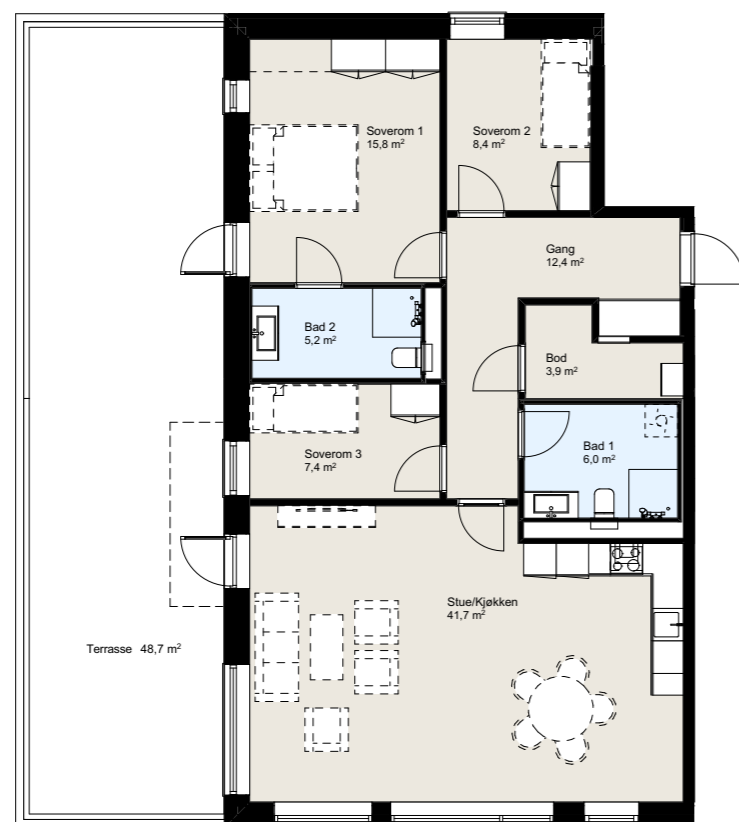 Soverom 1
15,8 m²
Soverom 2
8,4 m²
Gang
12,4 m²
Bad 2
5,2 m²
Bod
3,9 m²
Bad 1
6,0 m²
Soverom 3
7,4 m²
Stue/Kjøkken
41,7 m²
Terrasse 48,7 m²